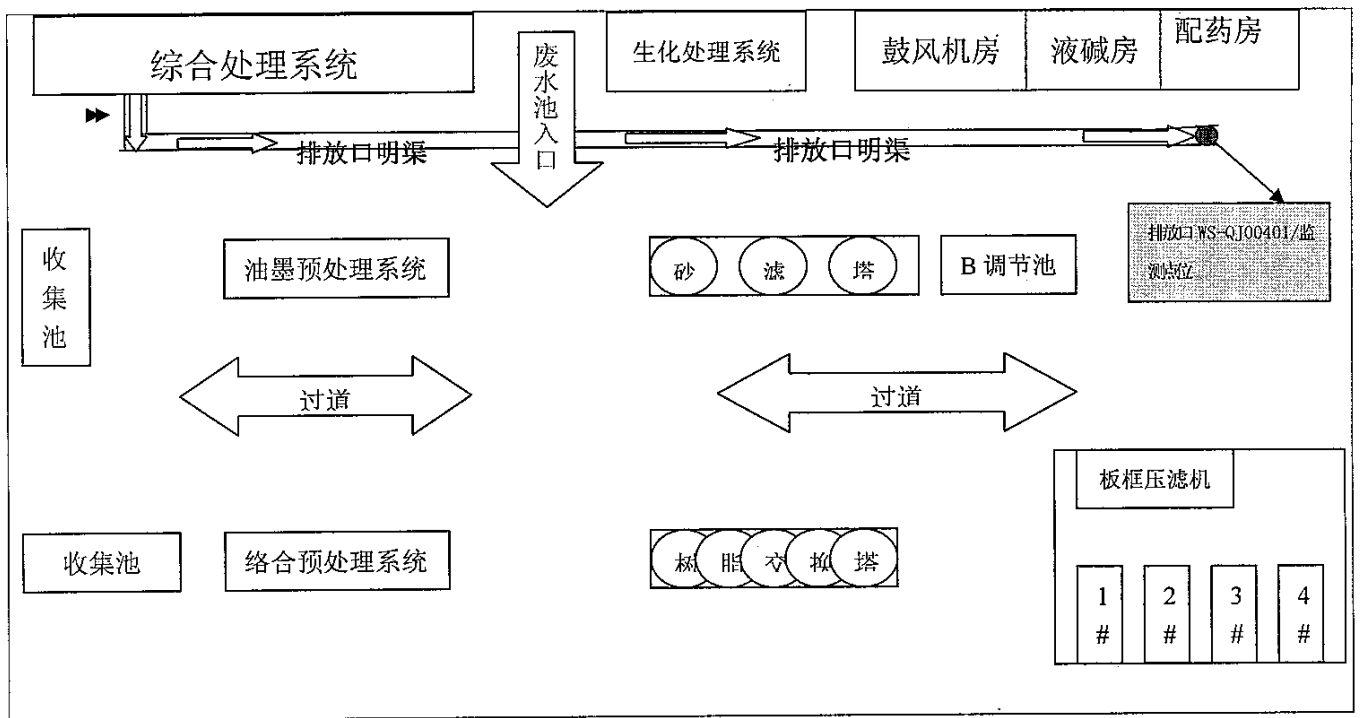 综合处理系统
废水池入口
生化处理系统
鼓风机房
液碱房
配药房
排放口明渠
排放口明渠
收集池
油墨预处理系统
砂滤塔
B 调节池
排放口WS-QJ00401/监
测点位
过道
过道
板框压滤机
收集池
络合预处理系统
树脂交换塔
1#
2#
3#
4#